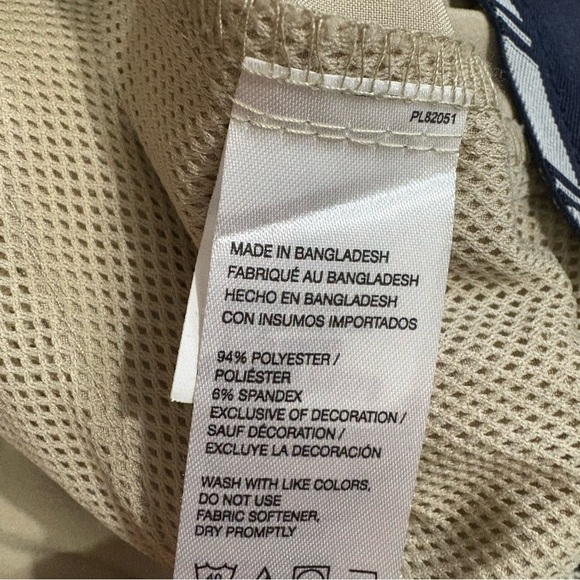 PL82051
MADE IN BANGLADESH
FABRIQUÉ AU BANGLADESH
HECHO EN BANGLADESH
CON INSUMOS IMPORTADOS
94% POLYESTER /
POLIÉSTER
6% SPANDEX
EXCLUSIVE OF DECORATION /
SAUF DÉCORATION /
EXCLUYE LA DECORACIÓN
WASH WITH LIKE COLORS,
DO NOT USE
FABRIC SOFTENER,
DRY PROMPTLY
40